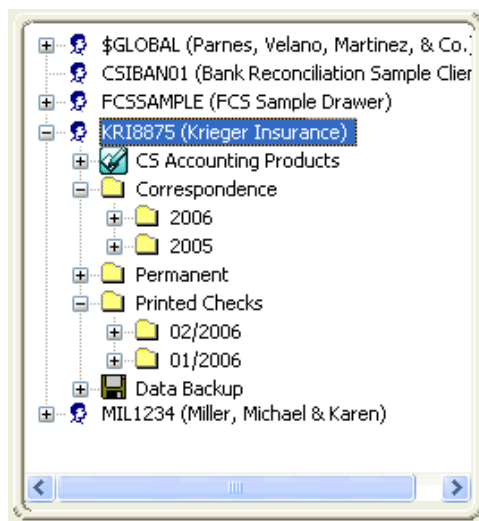 $GLOBAL (Parnes, Velano, Martinez, & Co.
CSIBAN01 (Bank Reconciliation Sample Clier
FCSSAMPLE (FCS Sample Drawer)
KRI8875 (Krieger Insurance)
CS Accounting Products
Correspondence
2006
2005
Permanent
Printed Checks
02/2006
01/2006
Data Backup
MIL1234 (Miller, Michael & Karen)